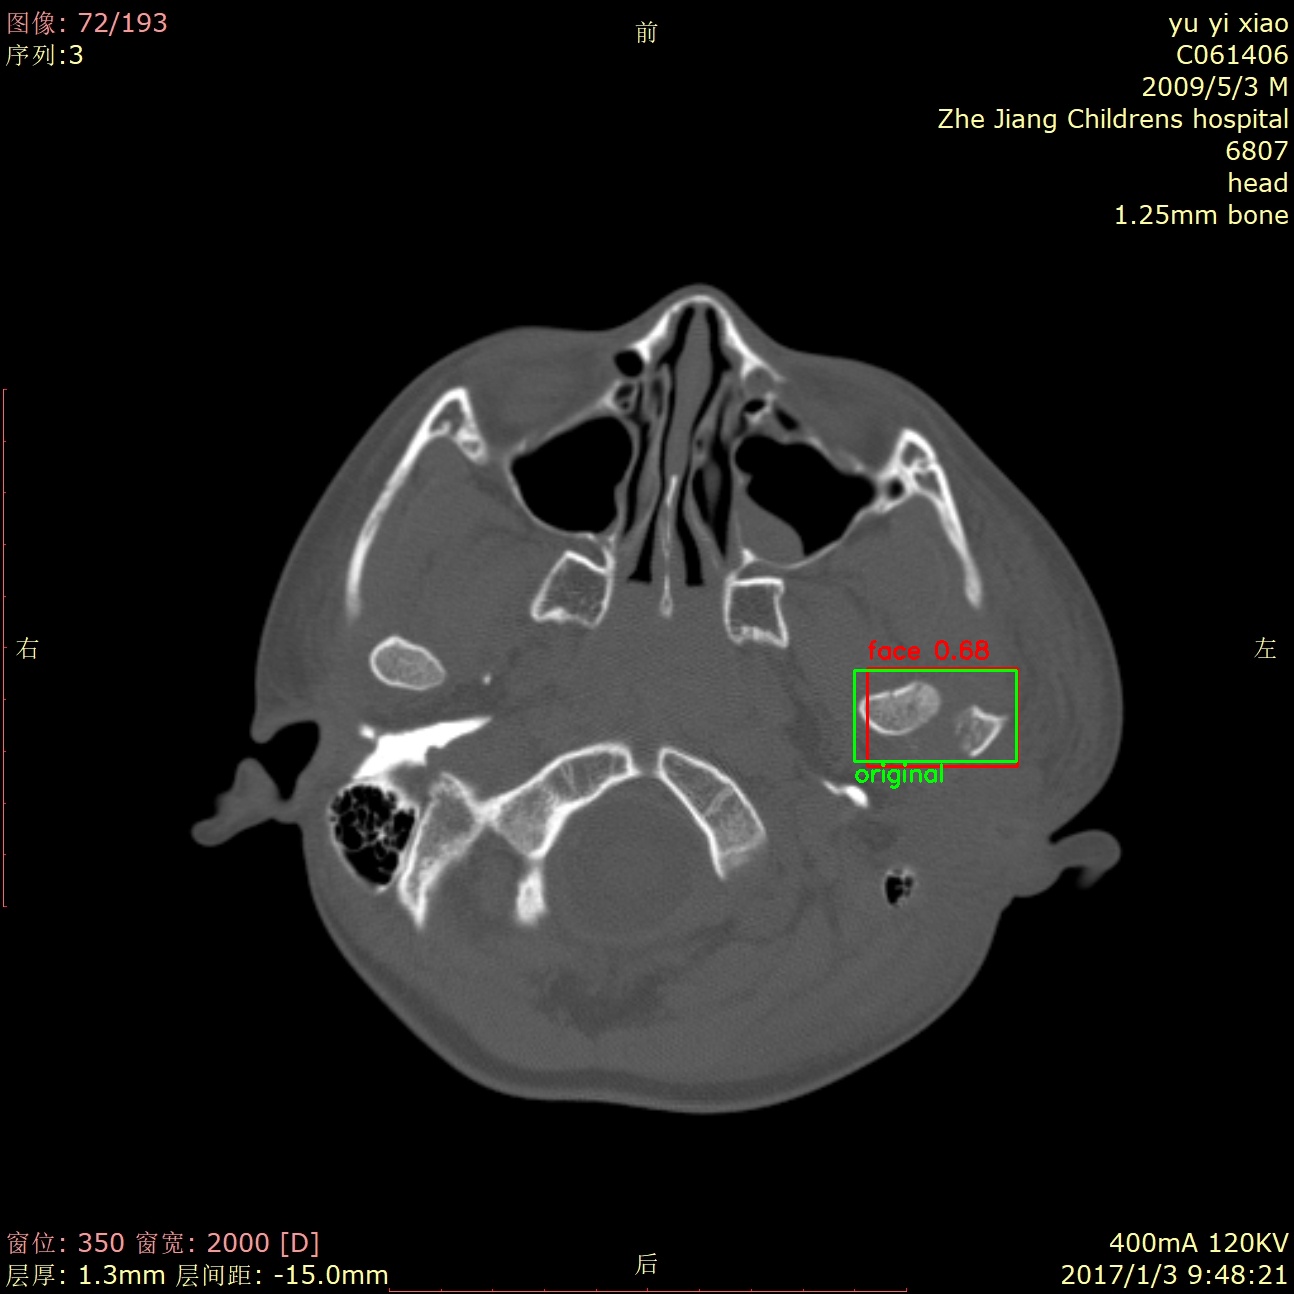 图像: 72/193
序列:3
前
yu yi xiao
C061406
2009/5/3 M
Zhe Jiang Childrens hospital
6807
head
1.25mm bone
右
左
face 0.68
original
窗位: 350 窗宽: 2000 [D]
层厚: 1.3mm 层间距: -15.0mm
后
400mA 120KV
2017/1/3 9:48:21